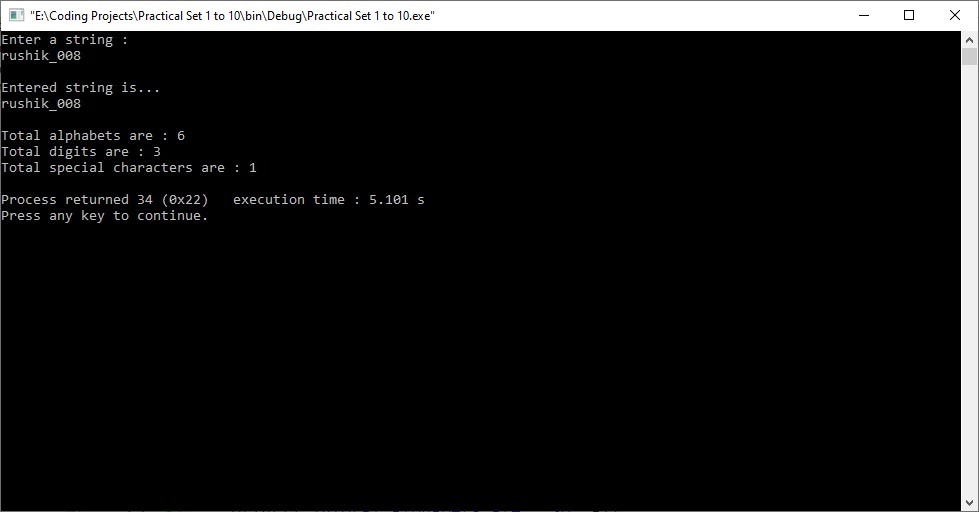 "E:\Coding Projects\Practical Set 1 to 10\bin\Debug\Practical Set 1 to 10.exe"
Enter a string :
rushik_008
Entered string is...
rushik_008
Total alphabets are : 6
Total digits are : 3
Total special characters are : 1
Process returned 34 (0x22)   execution time : 5.101 s
Press any key to continue.